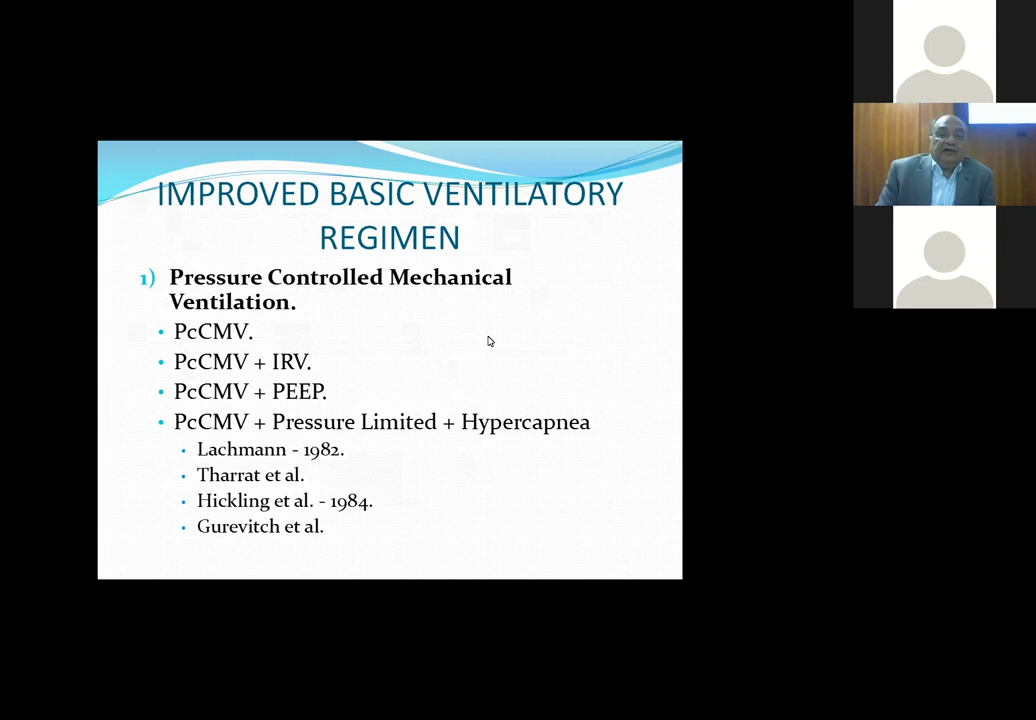 IMPROVED BASIC VENTILATORY
REGIMEN
1) Pressure Controlled Mechanical
Ventilation.
• PcCMV.
• PcCMV + IRV.
• PcCMV + PEEP.
• PcCMV + Pressure Limited + Hypercapnea
• Lachmann - 1982.
• Tharrat et al.
• Hickling et al. - 1984.
• Gurevitch et al.